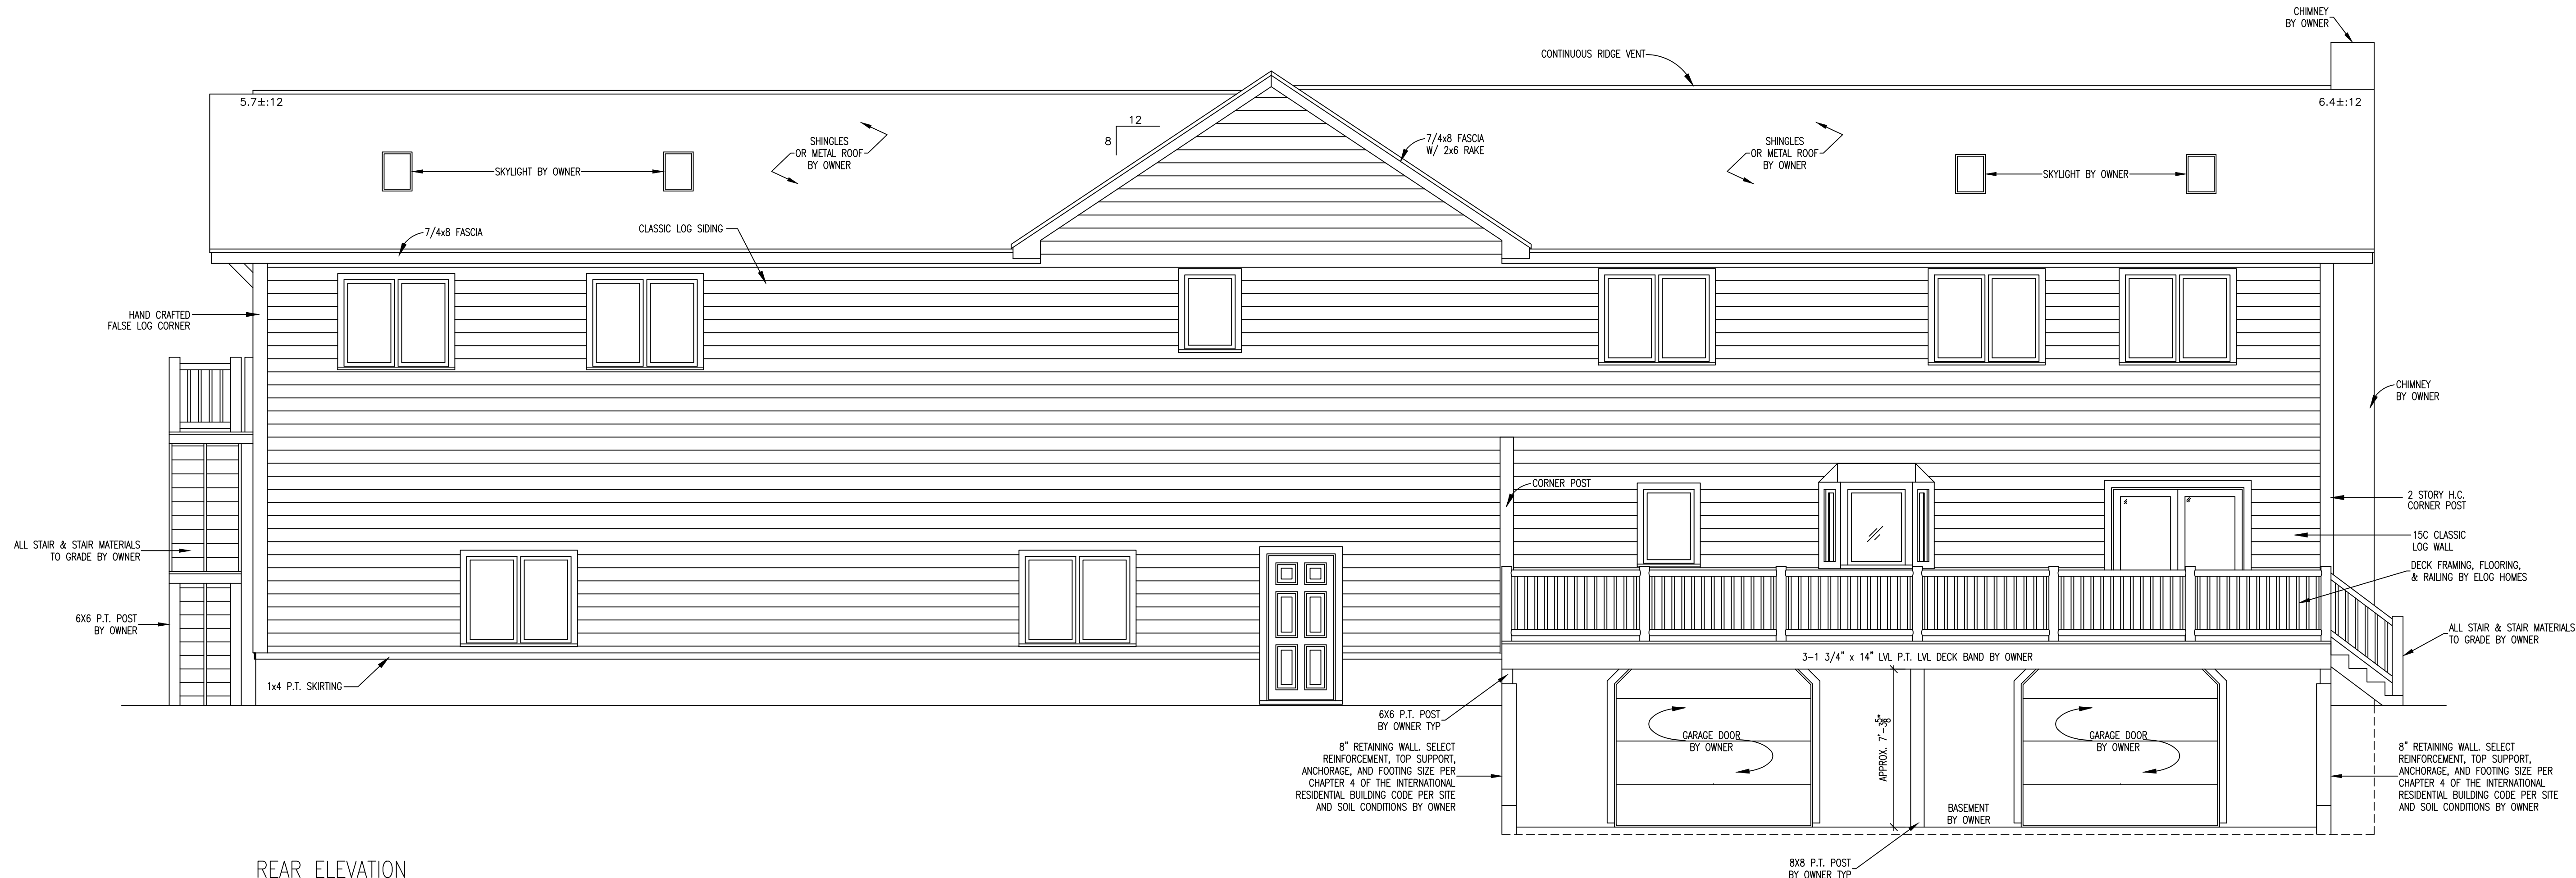 CHIMNEY
BY OWNER
CONTINUOUS RIDGE VENT
5.7±:12
6.4±:12
12
8
SHINGLES
OR METAL ROOF
BY OWNER
7/4x8 FASCIA
W/ 2x6 RAKE
SHINGLES
OR METAL ROOF
BY OWNER
SKYLIGHT BY OWNER
SKYLIGHT BY OWNER
7/4x8 FASCIA
CLASSIC LOG SIDING
HAND CRAFTED
FALSE LOG CORNER
CHIMNEY
BY OWNER
CORNER POST
2 STORY H.C.
CORNER POST
15C CLASSIC
LOG WALL
ALL STAIR & STAIR MATERIALS
TO GRADE BY OWNER
DECK FRAMING, FLOORING,
& RAILING BY ELOG HOMES
6X6 P.T. POST
BY OWNER
ALL STAIR & STAIR MATERIALS
TO GRADE BY OWNER
3-1 3/4" x 14" LVL P.T. LVL DECK BAND BY OWNER
1x4 P.T. SKIRTING
6X6 P.T. POST
BY OWNER TYP
GARAGE DOOR
BY OWNER
APPROX. 7'-3 5/8"
GARAGE DOOR
BY OWNER
8" RETAINING WALL. SELECT
REINFORCEMENT, TOP SUPPORT,
ANCHORAGE, AND FOOTING SIZE PER
CHAPTER 4 OF THE INTERNATIONAL
RESIDENTIAL BUILDING CODE PER SITE
AND SOIL CONDITIONS BY OWNER
8" RETAINING WALL. SELECT
REINFORCEMENT, TOP SUPPORT,
ANCHORAGE, AND FOOTING SIZE PER
CHAPTER 4 OF THE INTERNATIONAL
RESIDENTIAL BUILDING CODE PER SITE
AND SOIL CONDITIONS BY OWNER
BASEMENT
BY OWNER
8X8 P.T. POST
BY OWNER TYP
REAR ELEVATION